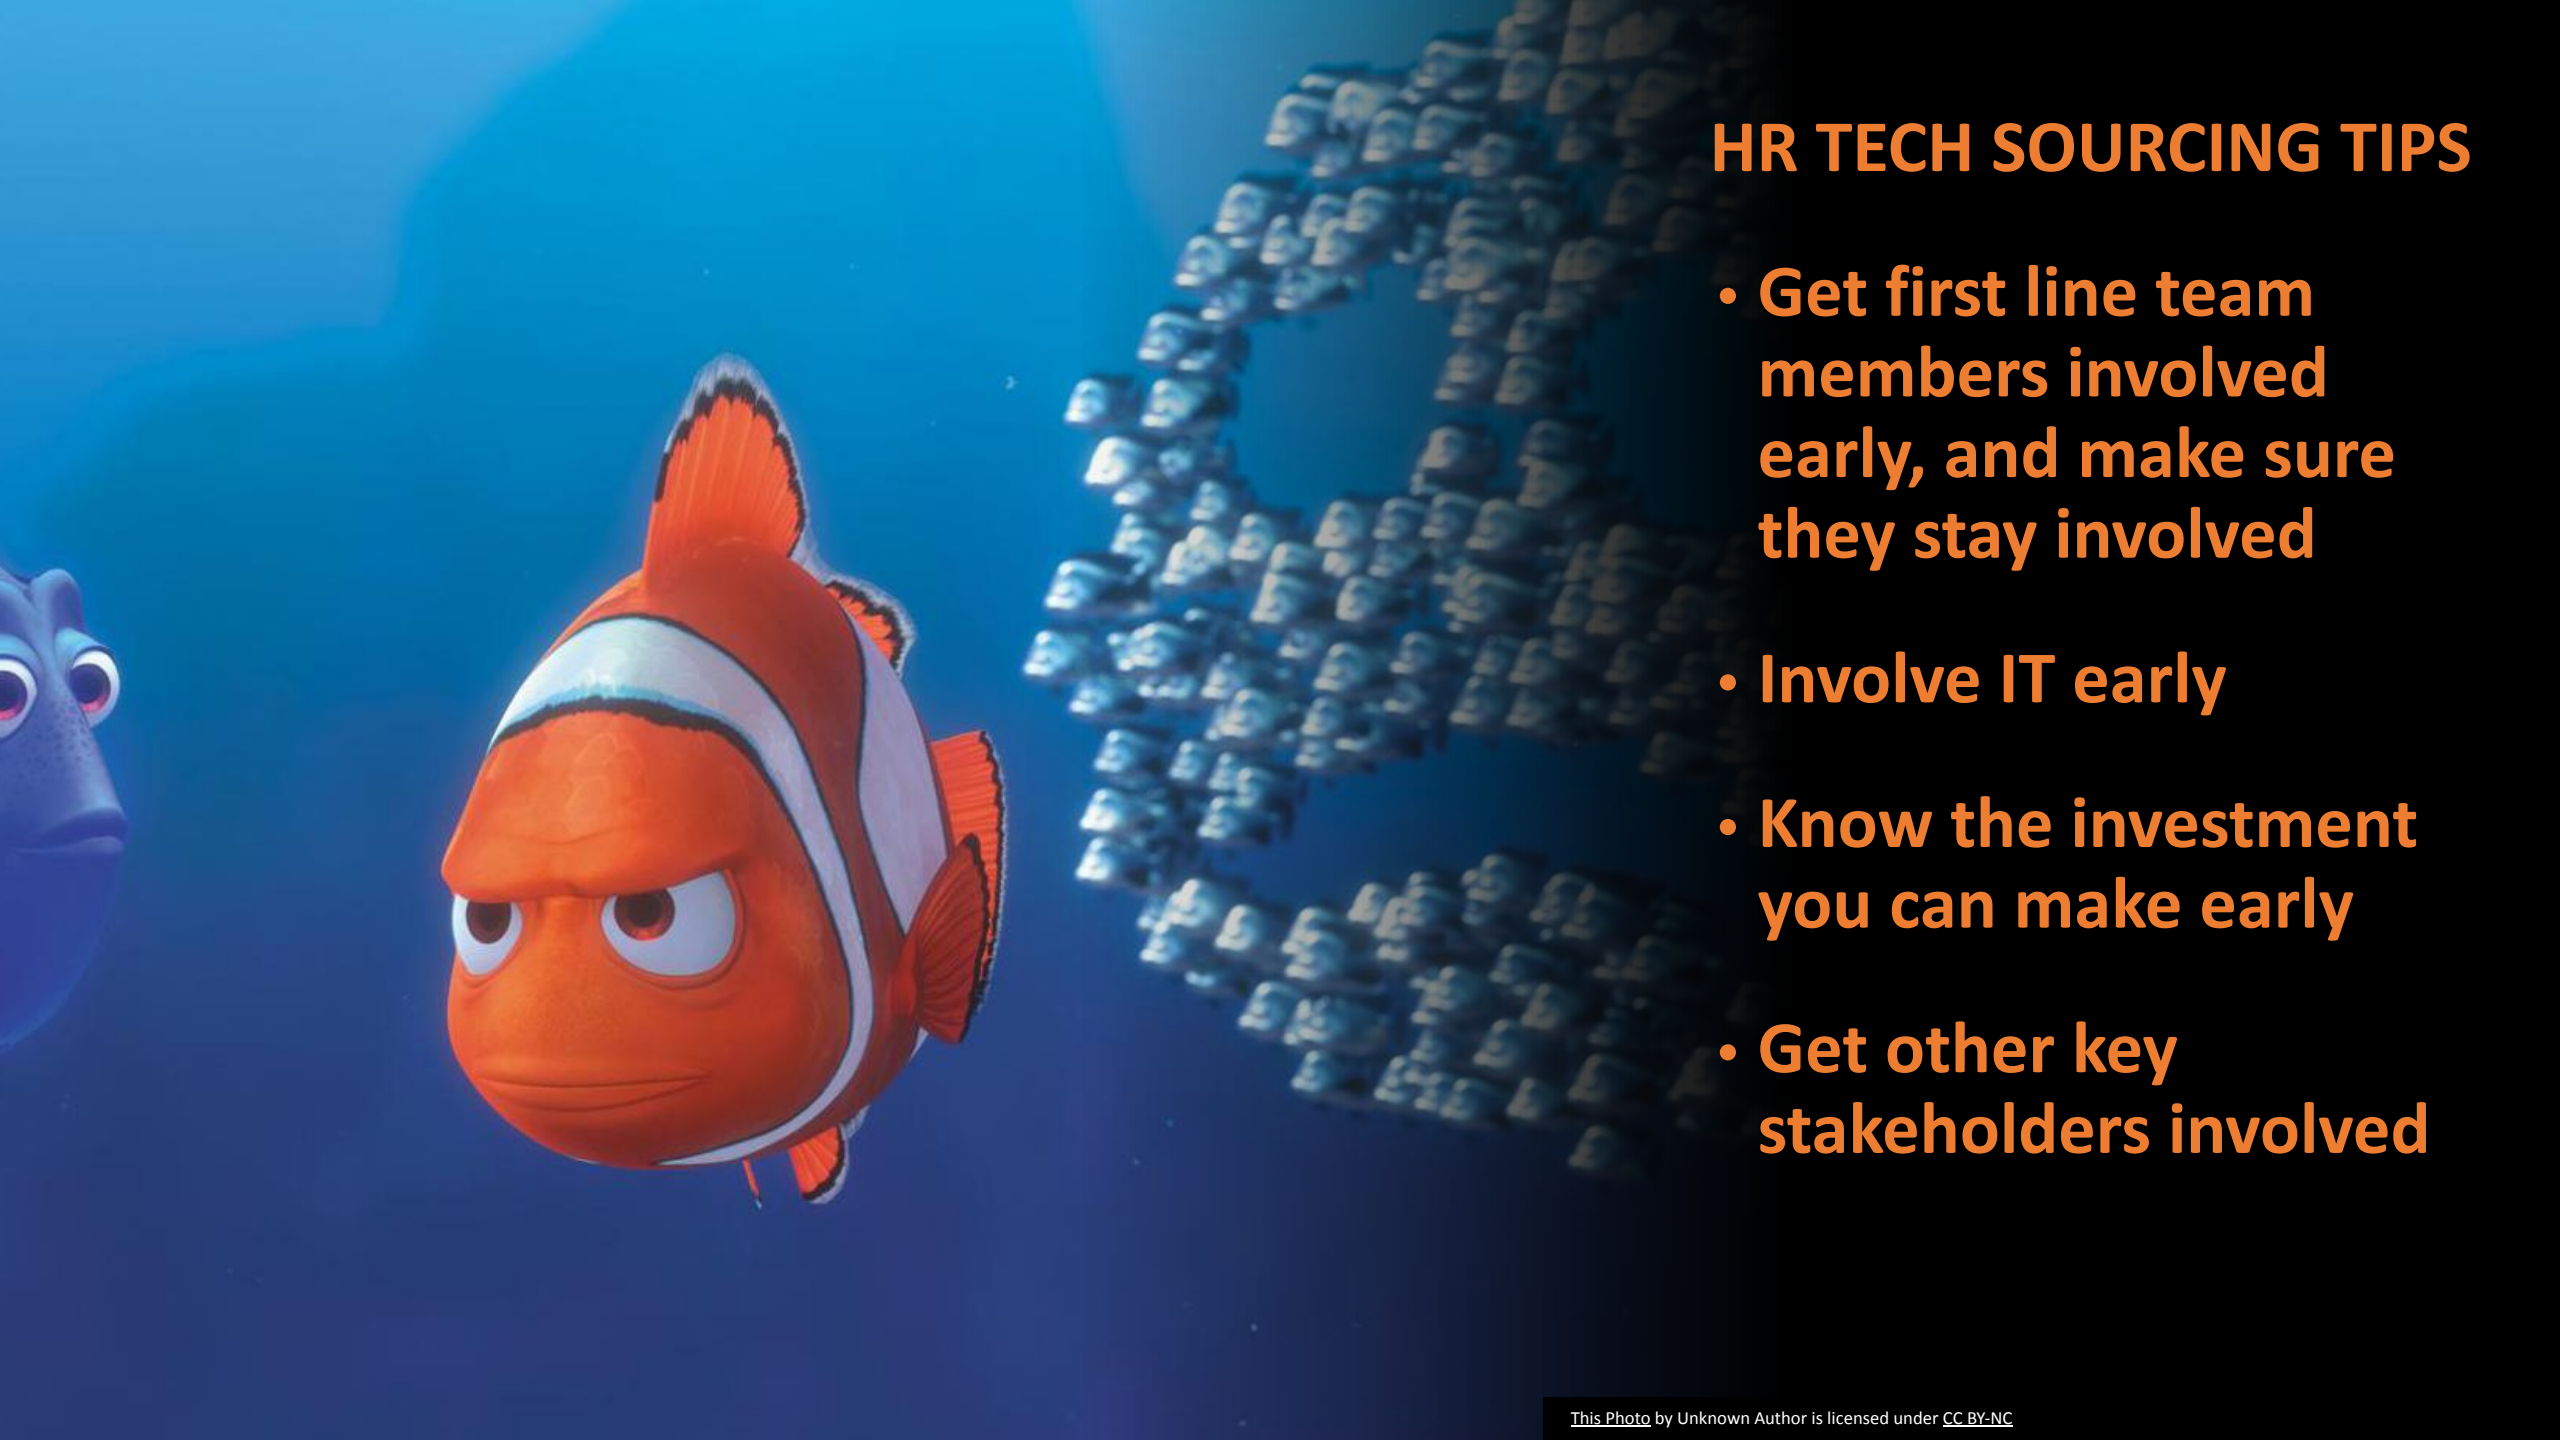 HR TECH SOURCING TIPS
• Get first line team
members involved
early, and make sure
they stay involved
• Involve IT early
• Know the investment
you can make early
• Get other key
stakeholders involved
This Photo by Unknown Author is licensed under CC BY-NC